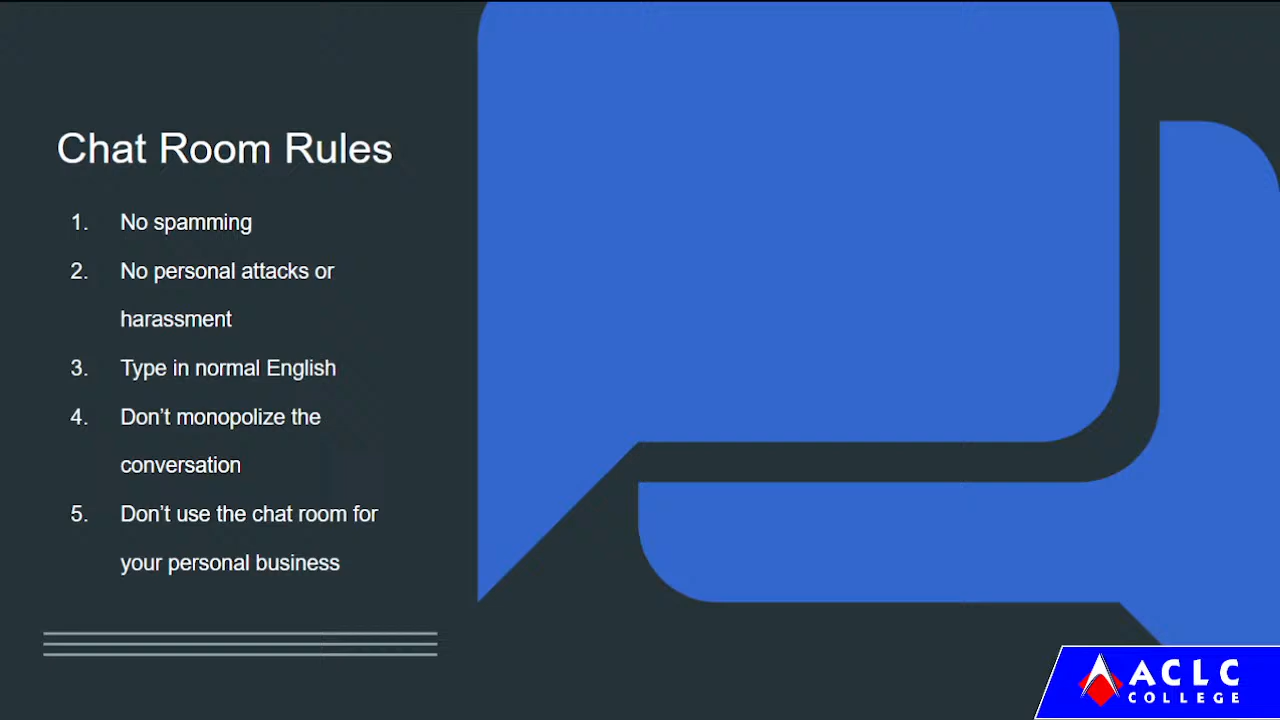 Chat Room Rules
1. No spamming
2. No personal attacks or
harassment
3. Type in normal English
4. Don’t monopolize the
conversation
5. Don’t use the chat room for
your personal business
ACLC
COLLEGE